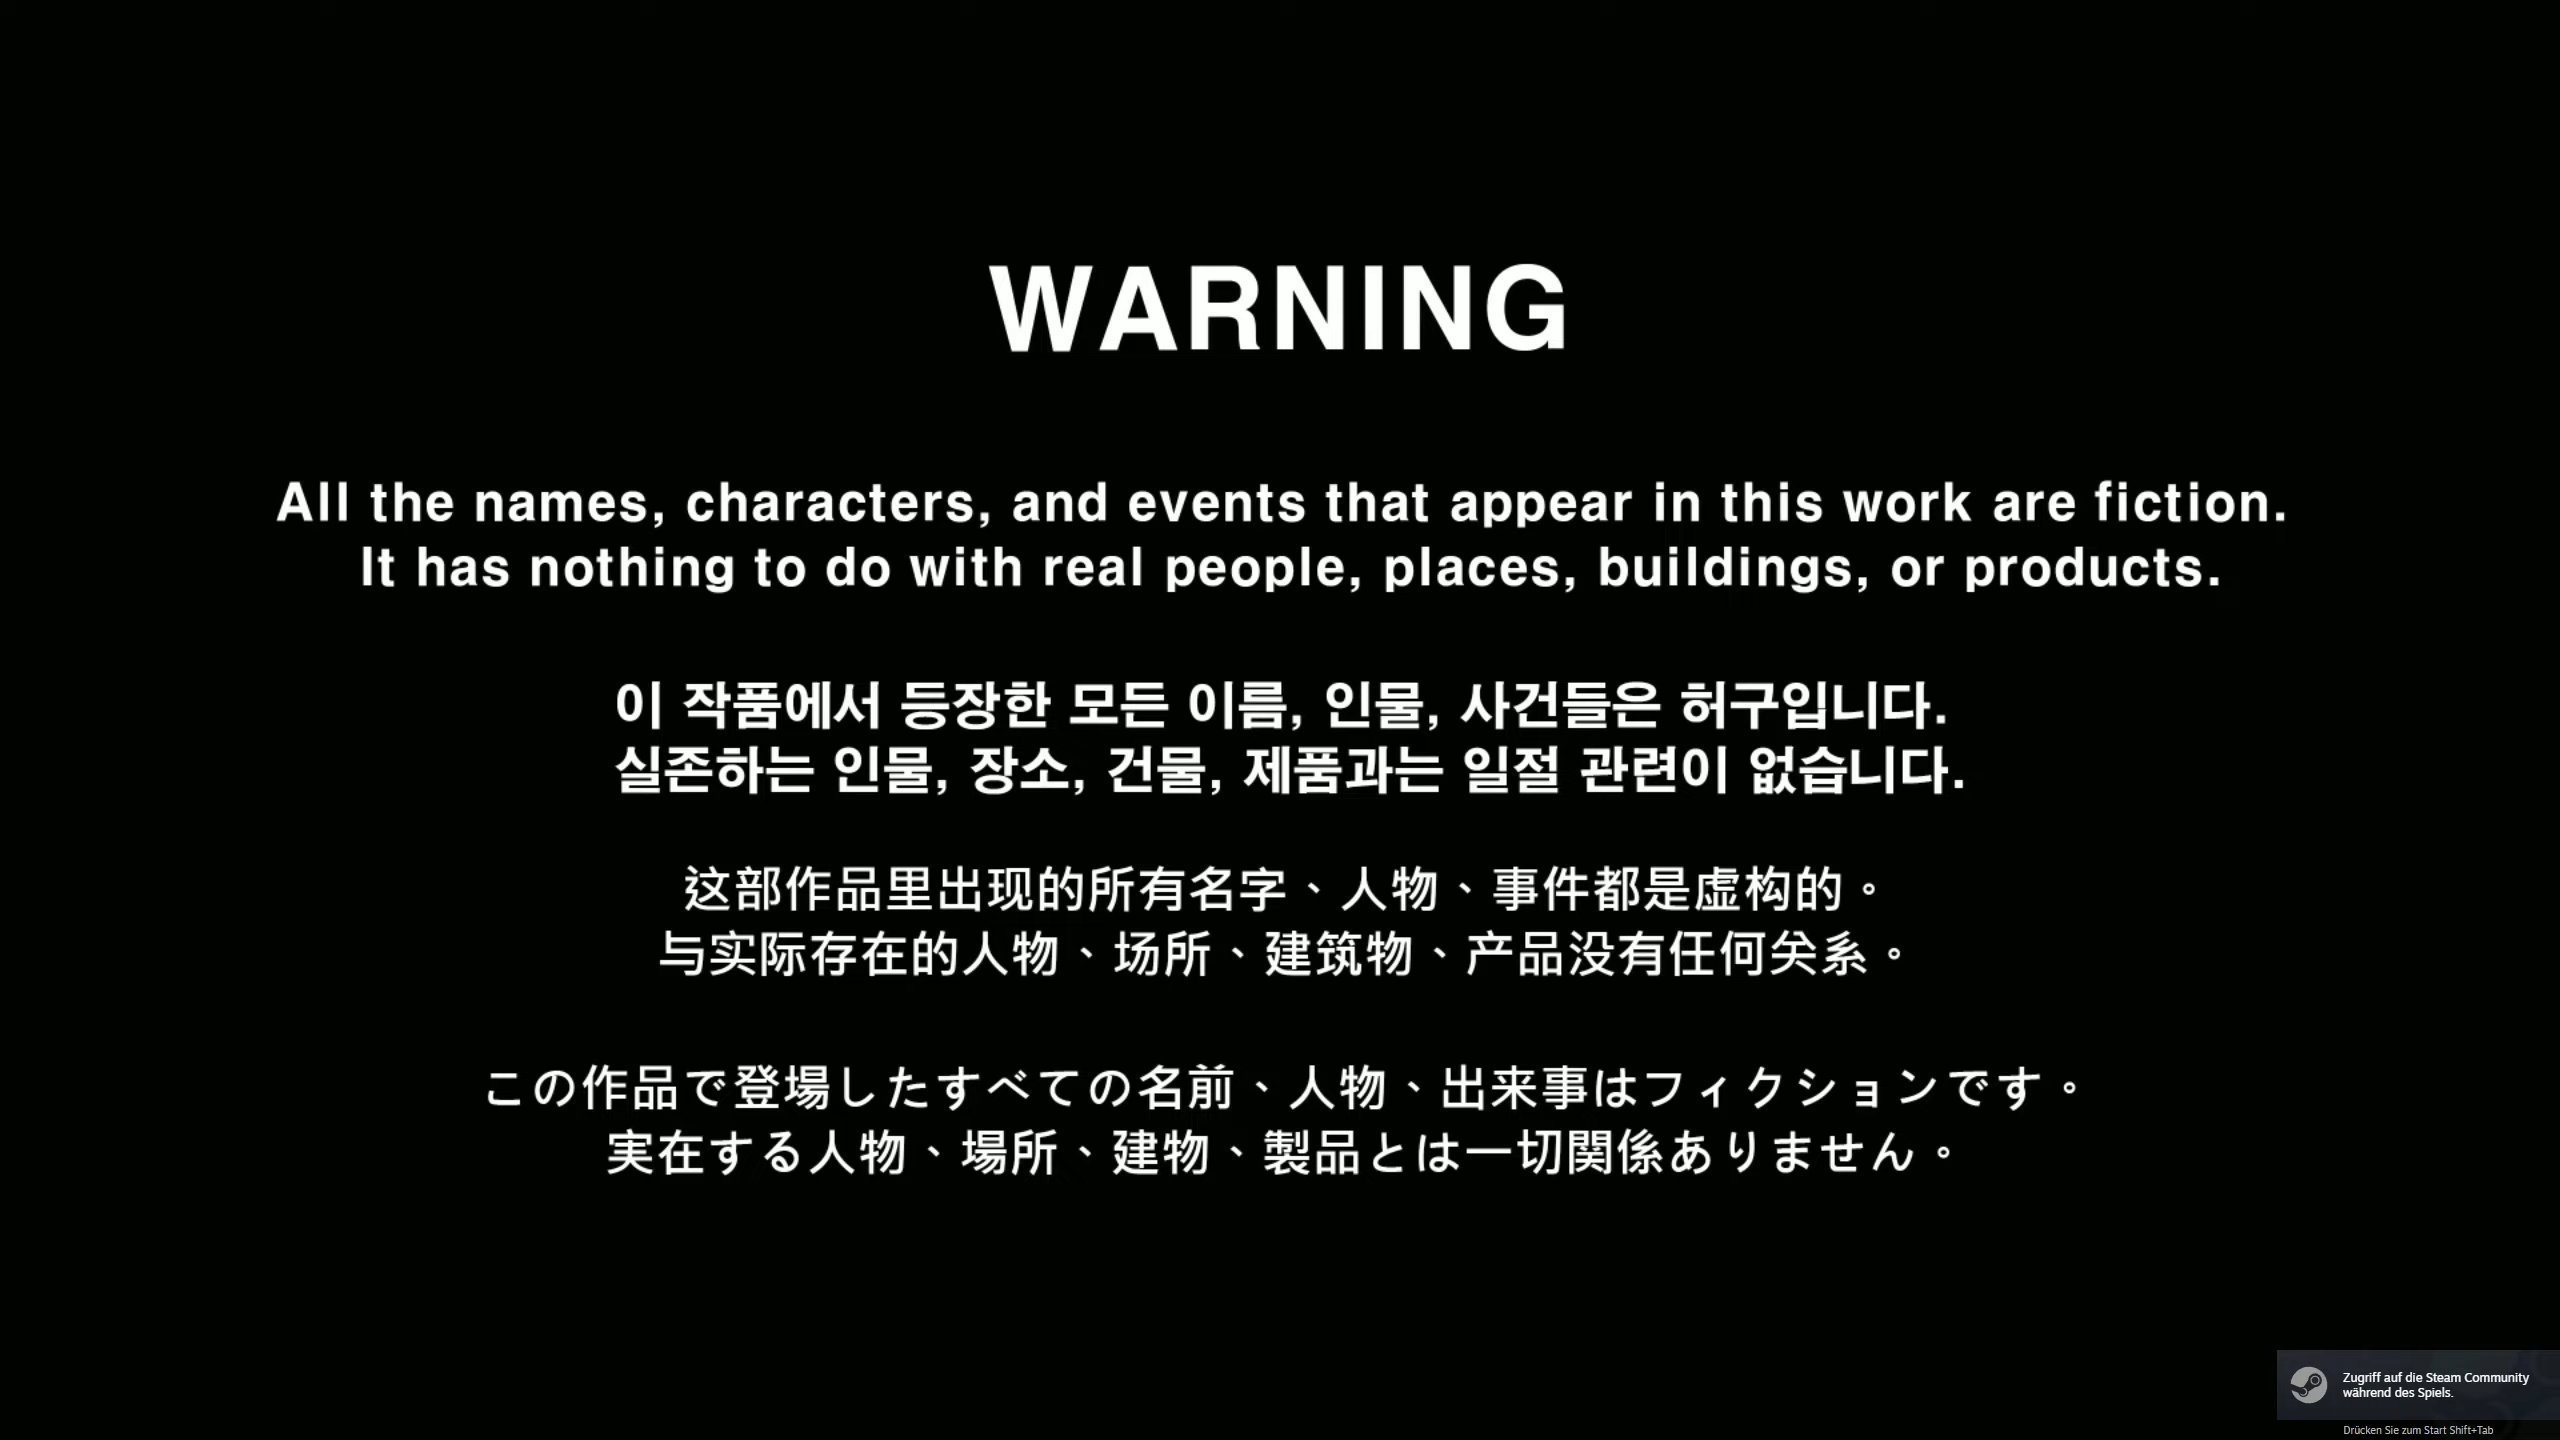 WARNING
All the names, characters, and events that appear in this work are fiction.
It has nothing to do with real people, places, buildings, or products.
이 작품에서 등장한 모든 이름, 인물, 사건들은 허구입니다.
실존하는 인물, 장소, 건물, 제품과는 일절 관련이 없습니다.
这部作品里出现的所有名字、人物、事件都是虚构的。
与实际存在的人物、场所、建筑物、产品没有任何关系。
この作品で登場したすべての名前、人物、出来事はフィクションです。
実在する人物、場所、建物、製品とは一切関係ありません。
Zugriff auf die Steam Community
während des Spiels.
Drücken Sie zum Start Shift+Tab